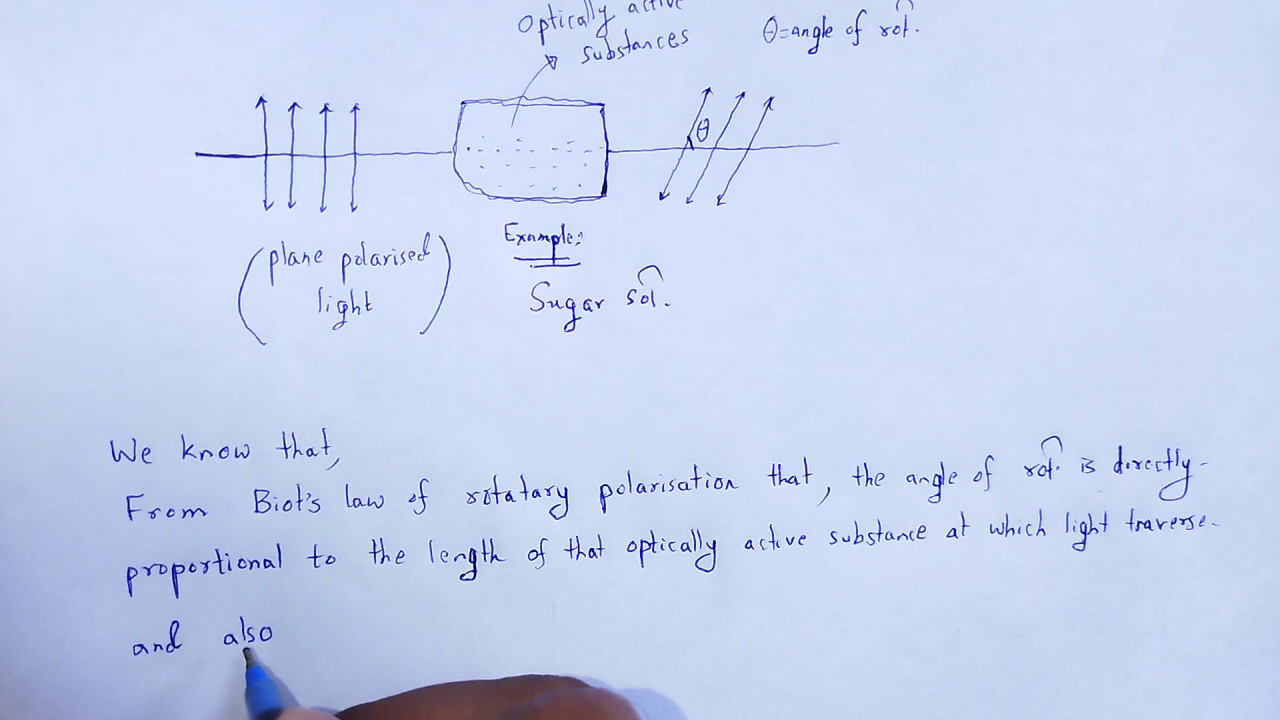 Optically active
substances
θ=angle of rot.
θ
(plane polarised
light)
Example:
Sugar sol.
We know that,
From Biot's law of rotatary polarisation that, the angle of rot. is directly-
proportional to the length of that optically active substance at which light traverse.
and also